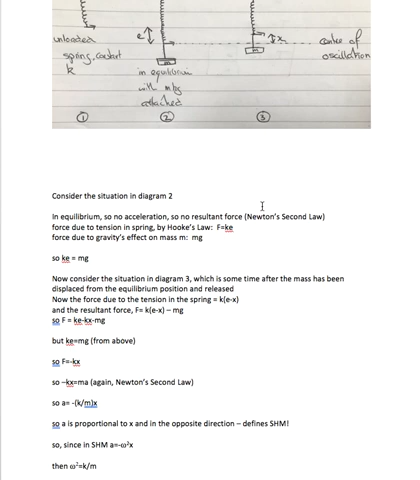 unloaded
spring, constant
k
e
in equilibrium
with m kg
attached
m
x
m
centre of
oscillation
1
2
3
Consider the situation in diagram 2
In equilibrium, so no acceleration, so no resultant force (Newton's Second Law)
force due to tension in spring, by Hooke's Law:  F=ke
force due to gravity's effect on mass m:  mg
so ke = mg
Now consider the situation in diagram 3, which is some time after the mass has been
displaced from the equilibrium position and released
Now the force due to the tension in the spring = k(e-x)
and the resultant force, F= k(e-x) – mg
so F = ke-kx-mg
but ke=mg (from above)
so F=-kx
so –kx=ma (again, Newton's Second Law)
so a= -(k/m)x
so a is proportional to x and in the opposite direction – defines SHM!
so, since in SHM a=-ω²x
then ω²=k/m